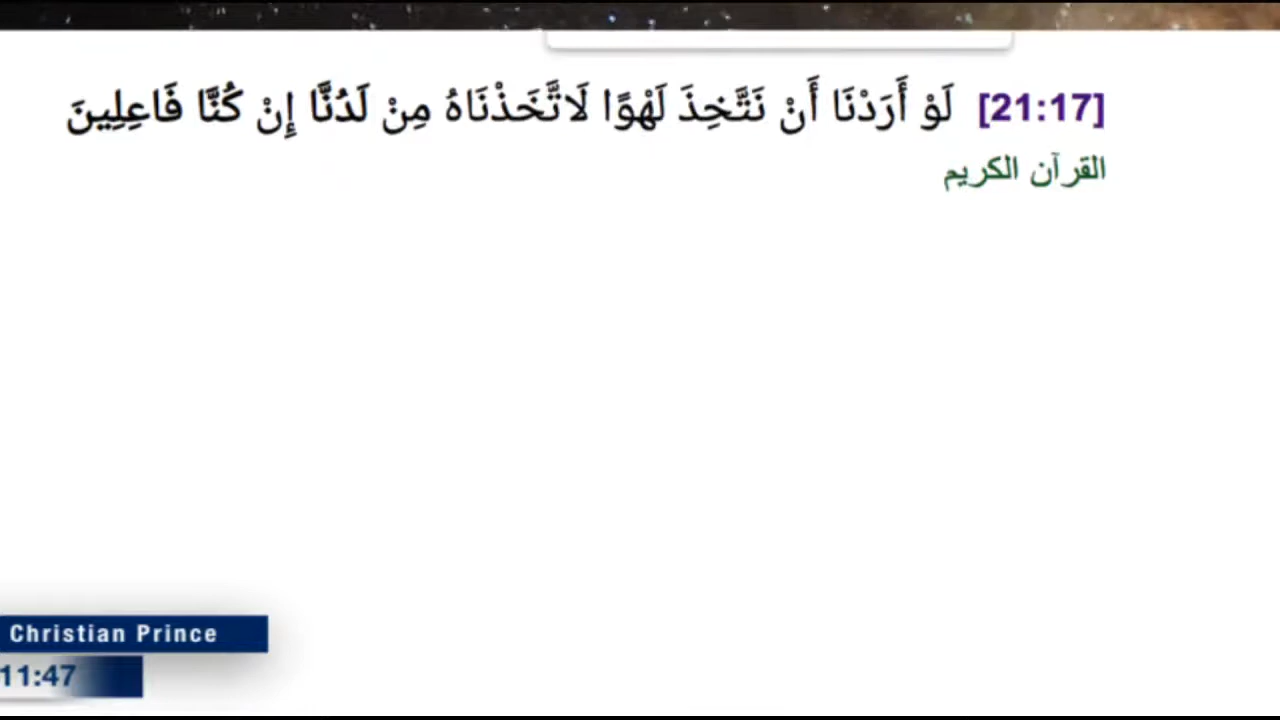 [21:17] لَوْ أَرَدْنَا أَنْ نَتَّخِذَ لَهْوًا لَاتَّخَذْنَاهُ مِنْ لَدُنَّا إِنْ كُنَّا فَاعِلِينَ
القرآن الكريم
Christian Prince
11:47